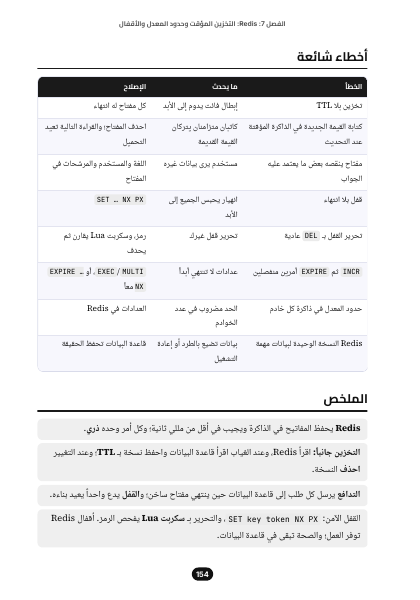 الفصل 7: Redis: التخزين المؤقت وحدود المعدل والأقفال
أخطاء شائعة
الخطأ ما يحدث الإصلاح
تخزين بلا TTL إبطال فائت يدوم إلى الأبد كل مفتاح له انتهاء
كتابة القيمة الجديدة في الذاكرة المؤقتة كاتبان متزامنان يتركان احذف المفتاح؛ والقراءة التالية تعيد
عند التحديث القيمة القديمة التحميل
مفتاح ينقصه بعض ما يعتمد عليه مستخدم يرى بيانات غيره اللغة والمستخدم والمرشحات في
الجواب المفتاح
قفل بلا انتهاء انهيار يحبس الجميع إلى SET … NX PX
الأبد
تحرير القفل بـ DEL عادية تحرير قفل غيرك رمز، وسكربت Lua يقارن ثم
يحذف
INCR ثم EXPIRE أمرين منفصلين عدادات لا تنتهي أبداً EXEC / MULTI، أو EXPIRE …
NX معاً
حدود المعدل في ذاكرة كل خادم الحد مضروب في عدد العدادات في Redis
الخوادم
Redis النسخة الوحيدة لبيانات مهمة بيانات تضيع بالطرد أو إعادة قاعدة البيانات تحفظ الحقيقة
التشغيل
الملخص
Redis يحفظ المفاتيح في الذاكرة ويجيب في أقل من مللي ثانية؛ وكل أمر وحده ذري.
التخزين جانباً: اقرأ Redis، وعند الغياب اقرأ قاعدة البيانات واحفظ نسخة بـ TTL؛ وعند التغيير
احذف النسخة.
التدافع يرسل كل طلب إلى قاعدة البيانات حين ينتهي مفتاح ساخن؛ والقفل يدع واحداً يعيد بناءه.
القفل الآمن: SET key token NX PX، والتحرير بـ سكربت Lua يفحص الرمز. أقفال Redis
توفر العمل؛ والصحة تبقى في قاعدة البيانات.
154